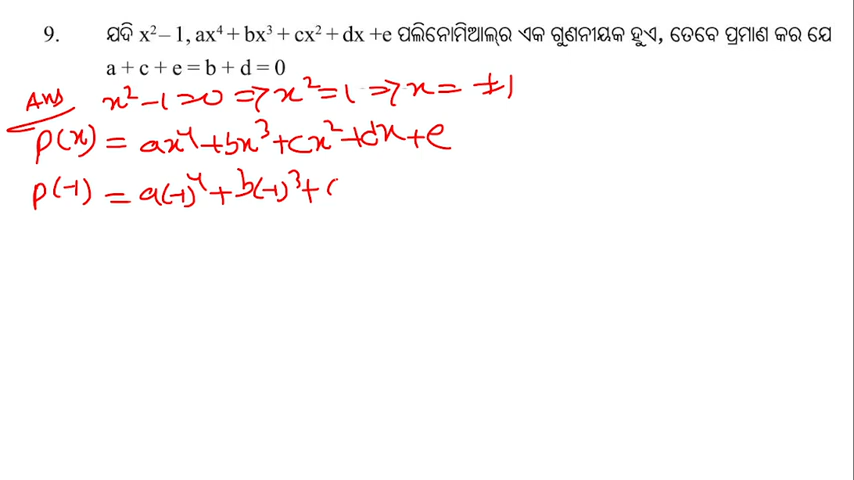 9. ଯଦି x² – 1, ax⁴ + bx³ + cx² + dx +e ପଲିନୋମିଆଲ୍‌ର ଏକ ଗୁଣନୀୟକ ହୁଏ, ତେବେ ପ୍ରମାଣ କର ଯେ
a + c + e = b + d = 0
Ans x² - 1 = 0 ⇒ x² = 1 ⇒ x = ±1
p(x) = ax⁴ + bx³ + cx² + dx + e
p(-1) = a(-1)⁴ + b(-1)³ + c